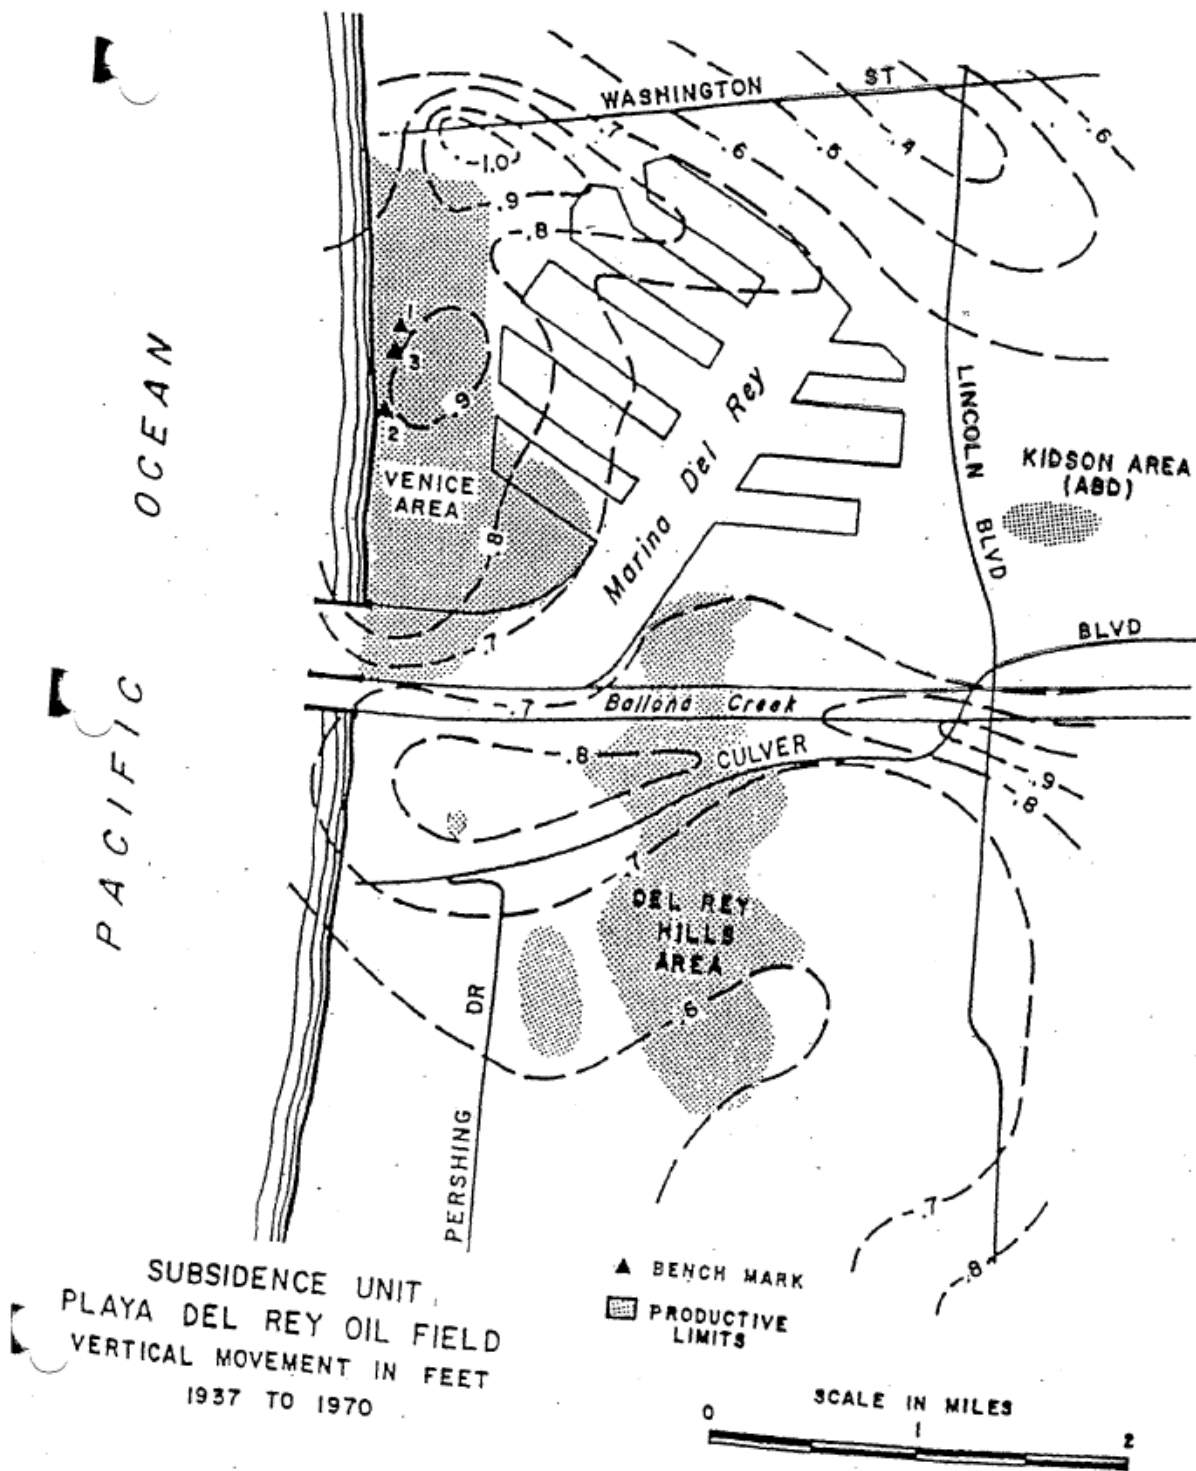 WASHINGTON ST
.7
.6
.5
.4
.6
-1.0
.9
.8
1
3
2
.9
VENICE
AREA
.8
.7
Marina Del Rey
LINCOLN BLVD
KIDSON AREA
(ABD)
BLVD
PACIFIC OCEAN
.7
Ballona Creek
.8
CULVER
.9
.8
.7
DEL REY
HILLS
AREA
.6
PERSHING DR
.7
.8
SUBSIDENCE UNIT
PLAYA DEL REY OIL FIELD
VERTICAL MOVEMENT IN FEET
1937 TO 1970
BENCH MARK
PRODUCTIVE
LIMITS
SCALE IN MILES
0 1 2